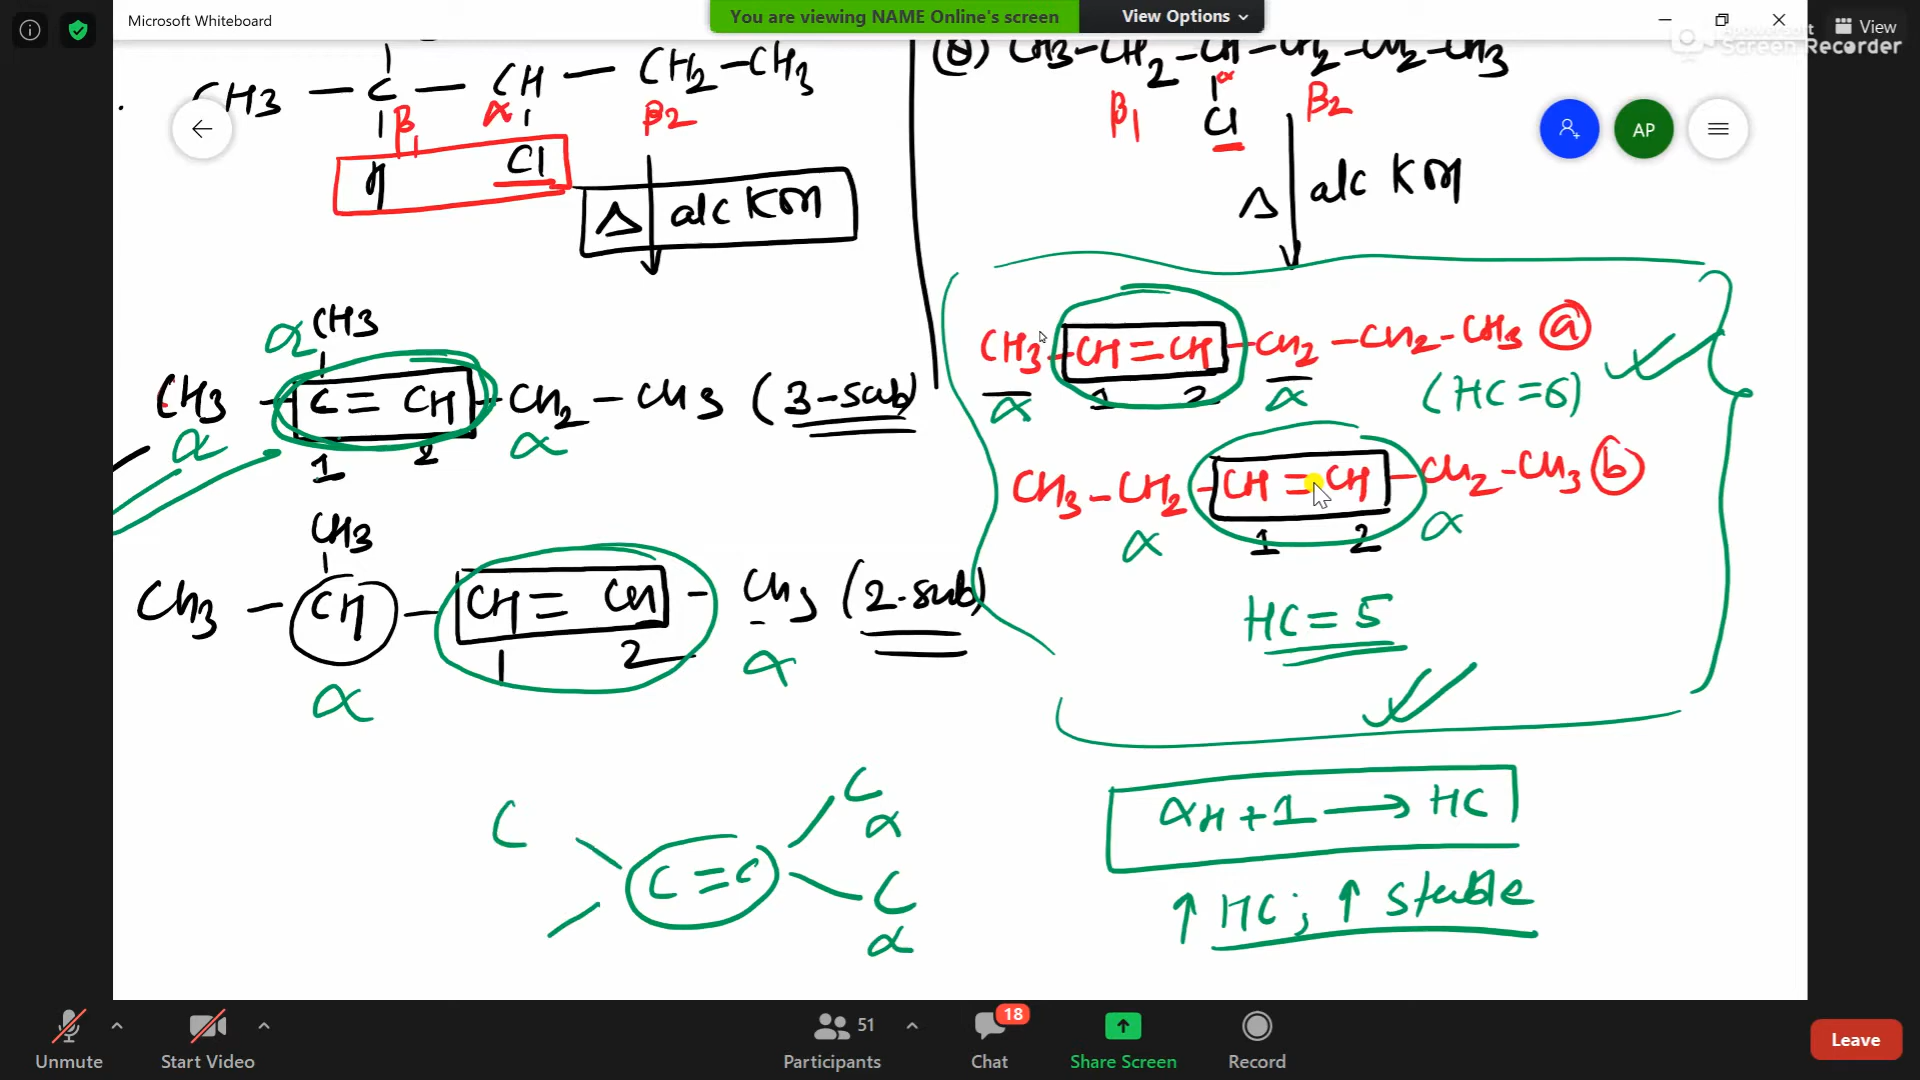 Microsoft Whiteboard
You are viewing NAME Online's screen
View Options
View
Apowersoft
Screen Recorder
CH3 — C — CH — CH2 — CH3
β1 α β2
H Cl
Δ alc KOH
CH3
α
CH3 — C = CH — CH2 — CH3 (3-sub)
α 1 2 α
CH3
CH3 — CH — CH = CH — CH3 (2-sub)
1 2
α α
C C
α
C = C
C
α
CH3 — CH2 — CH — CH2 — CH2 — CH3
α
β1 Cl β2
Δ alc KOH
CH3 — CH = CH — CH2 — CH2 — CH3 (a)
α 1 2 α (HC = 6)
CH3 — CH2 — CH = CH — CH2 — CH3 (b)
α 1 2 α
HC = 5
αH + 1 → HC
↑ HC; ↑ stable
AP
Unmute
Start Video
51
Participants
18
Chat
Share Screen
Record
Leave